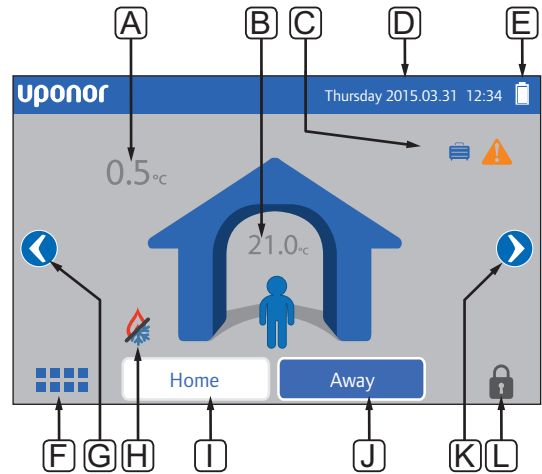 A B C D E
uponor
Thursday 2015.03.31 12:34
0.5°C
21.0°C
Home
Away
F G H I J K L